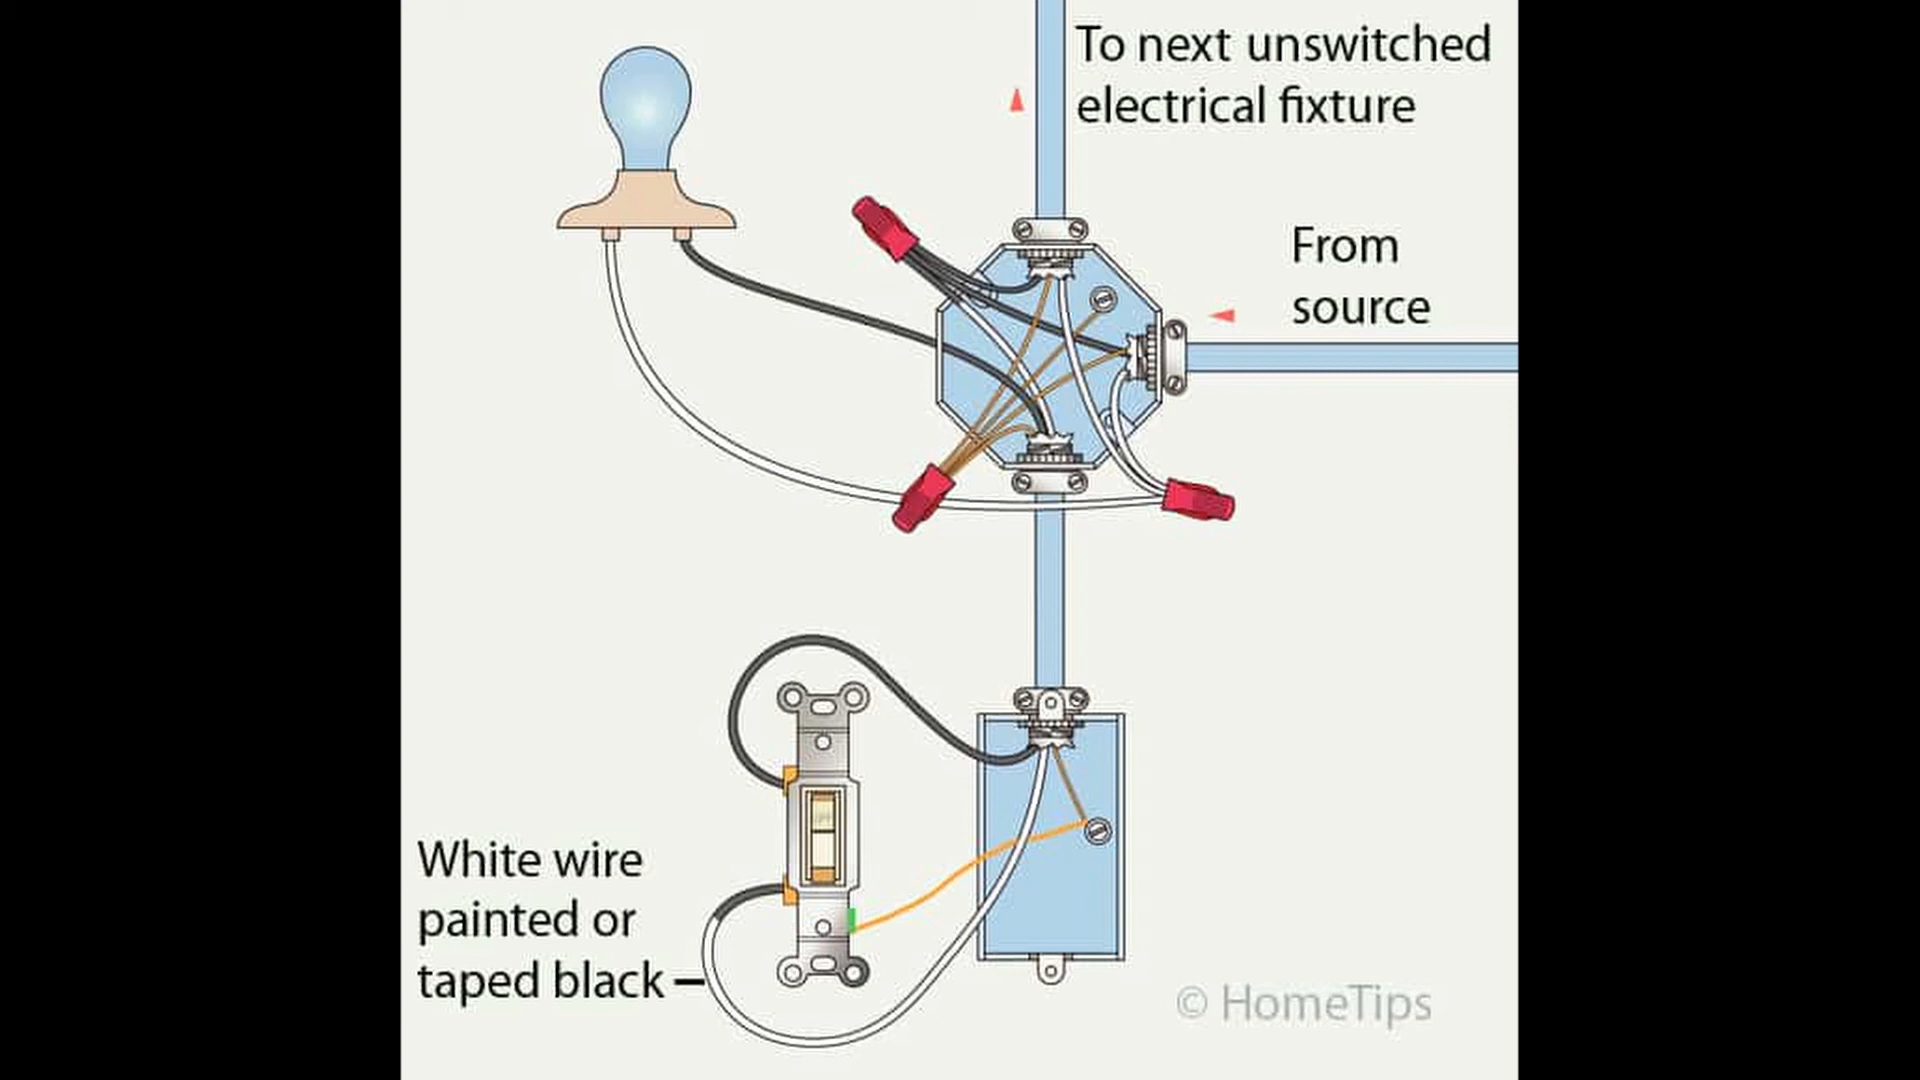 To next unswitched
electrical fixture
From
source
White wire
painted or
taped black
© HomeTips